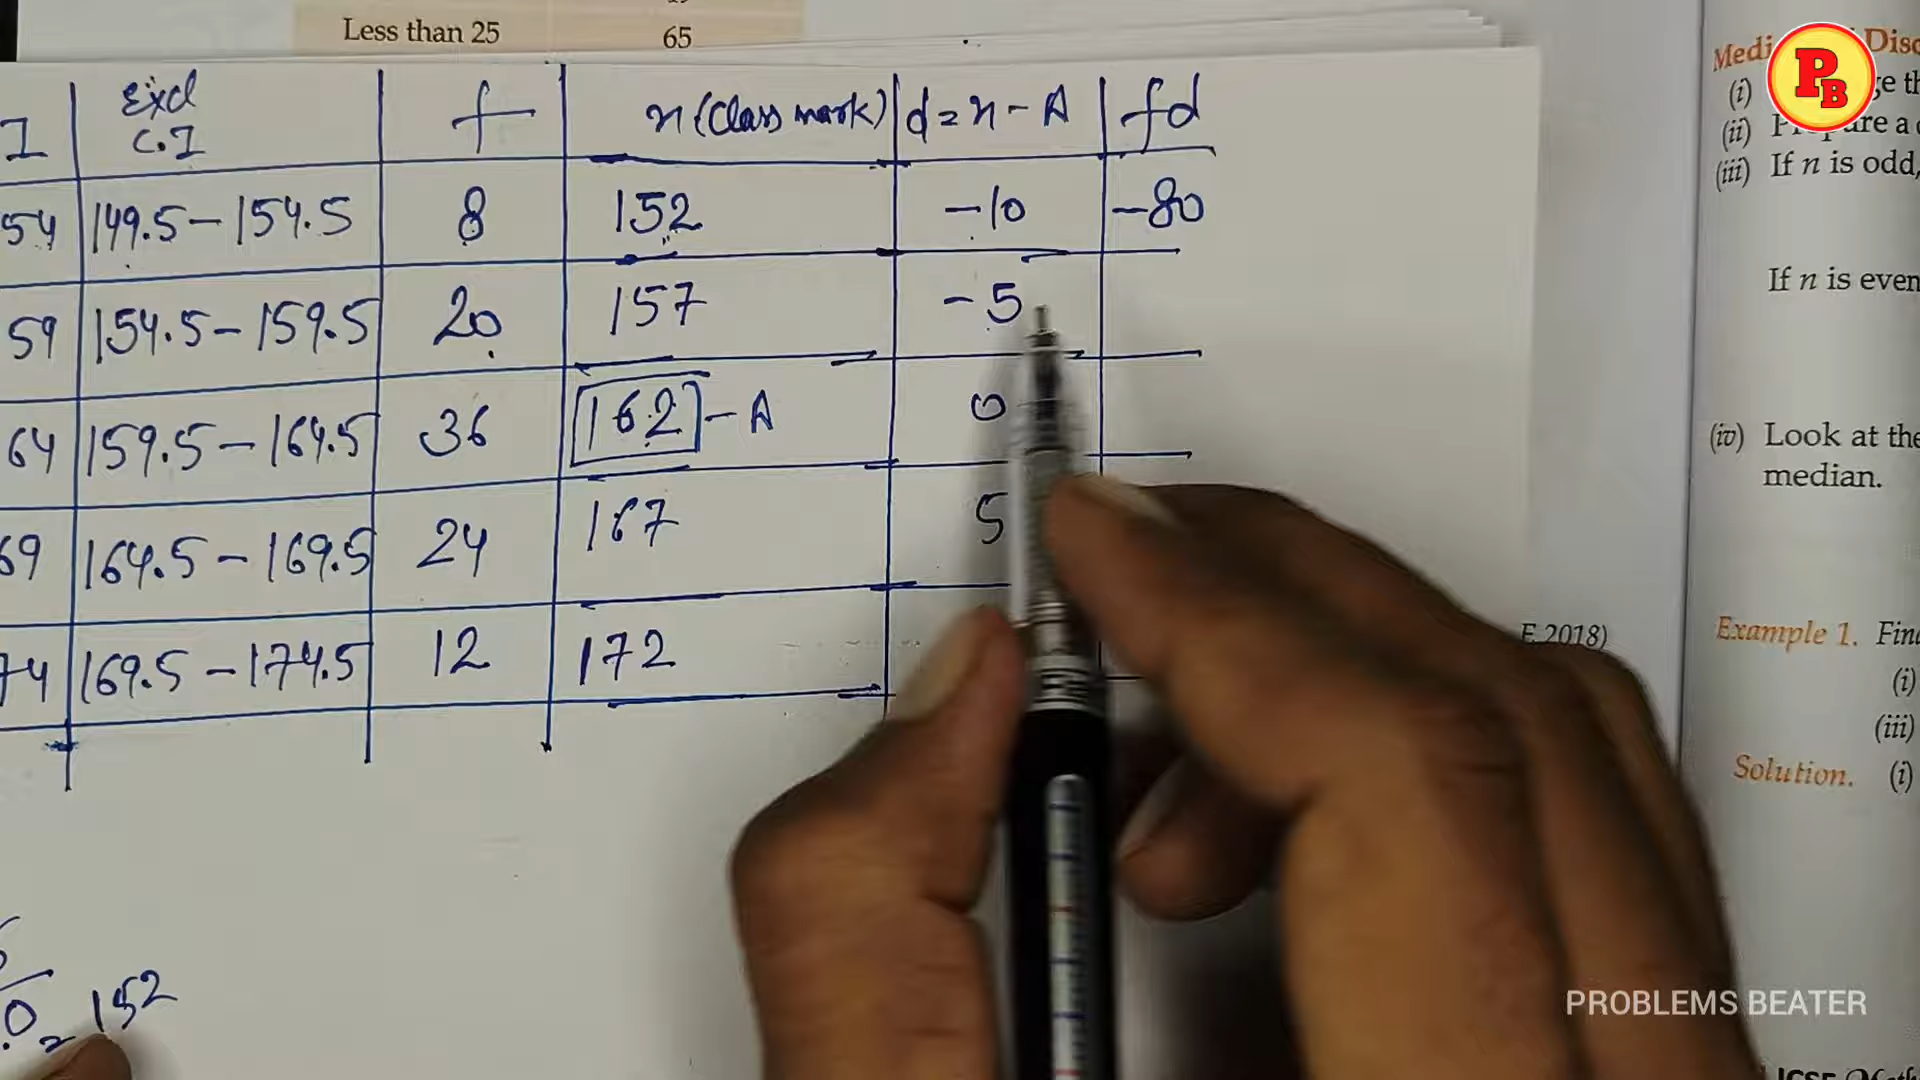 Less than 25 65
I Excl C.I f x (Class mark) d = x - A fd
54 149.5 - 154.5 8 152 -10 -80
59 154.5 - 159.5 20 157 -5
64 159.5 - 164.5 36 162 - A 0
69 164.5 - 169.5 24 167 5
74 169.5 - 174.5 12 172
0 = 152
PB
Disc
(i)
(ii) are a
(iii) If n is odd,
If n is even
(iv) Look at the
median.
E 2018)
Example 1.
(i)
(iii)
Solution. (i)
PROBLEMS BEATER